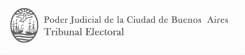 Poder Judicial de la Ciudad de Buenos Aires
Tribunal Electoral